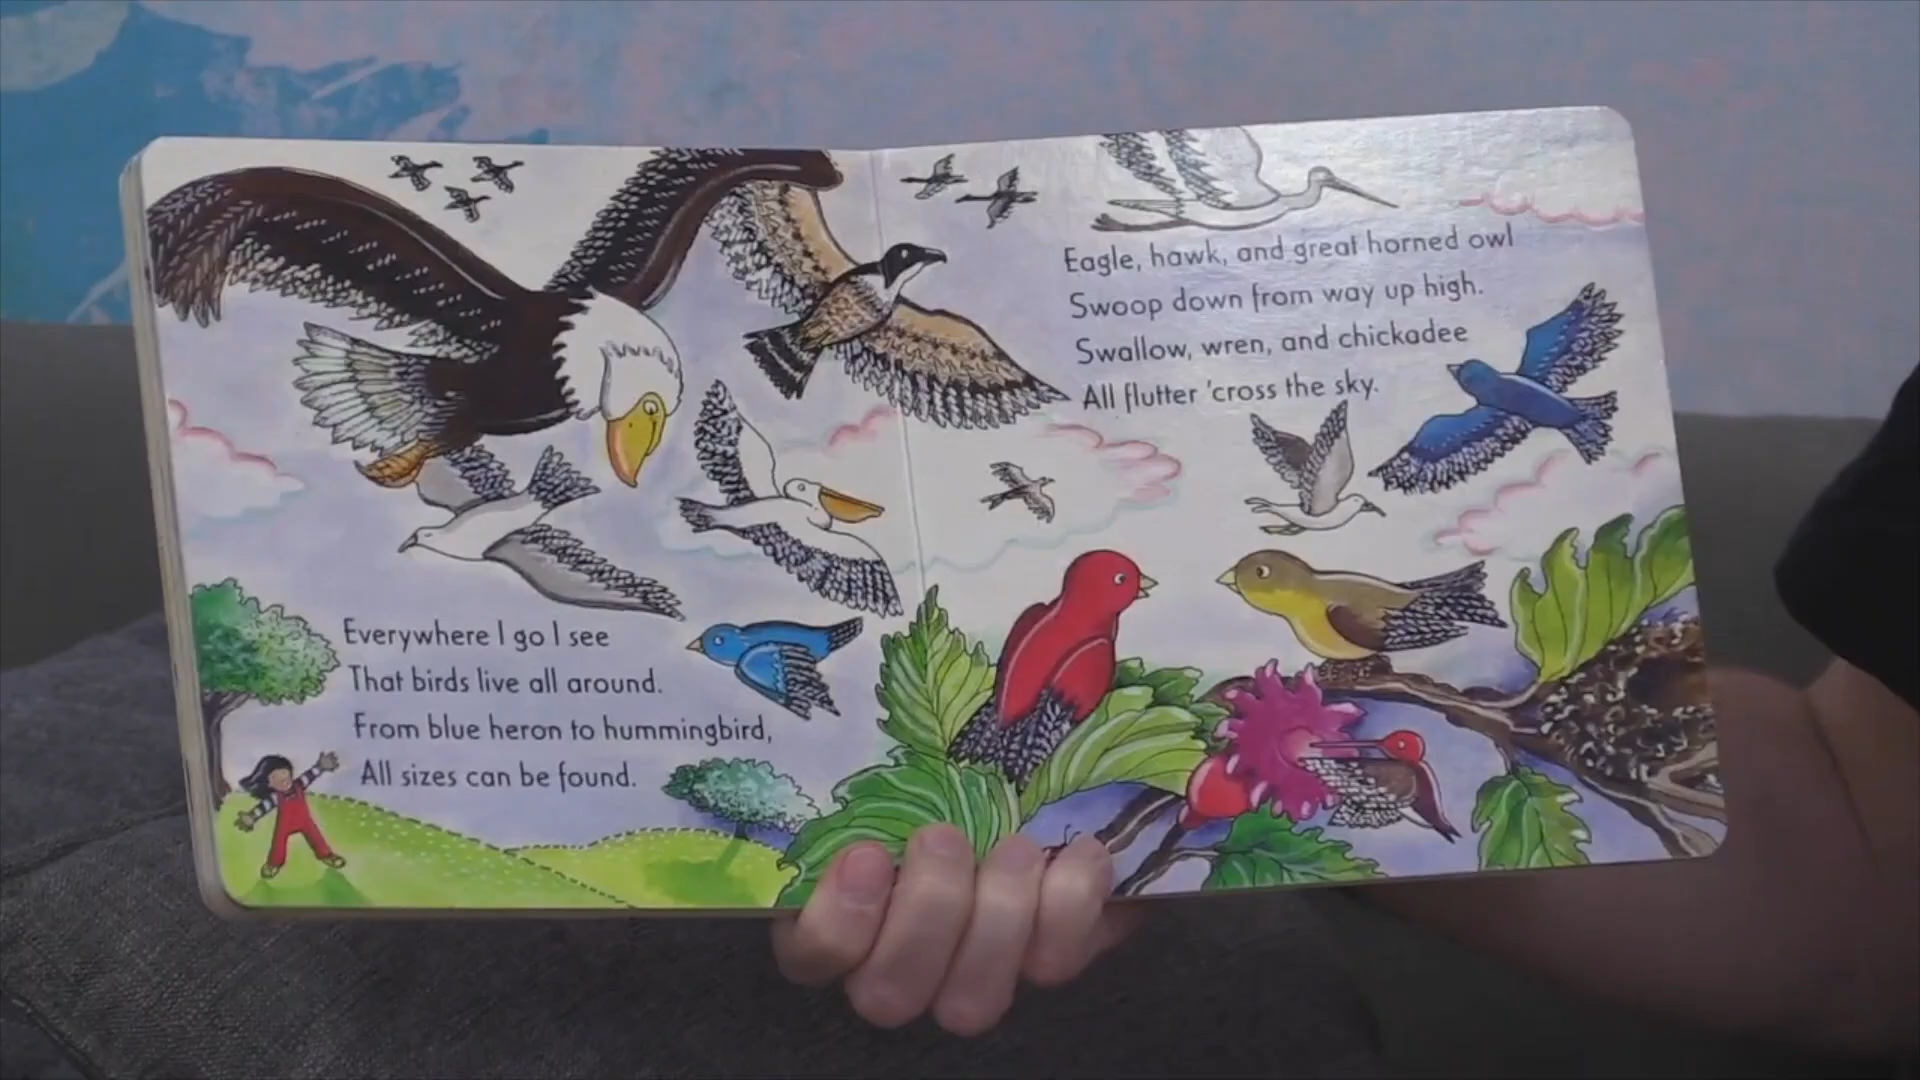 Everywhere I go I see
That birds live all around.
From blue heron to hummingbird,
All sizes can be found.
Eagle, hawk, and great horned owl
Swoop down from way up high.
Swallow, wren, and chickadee
All flutter 'cross the sky.